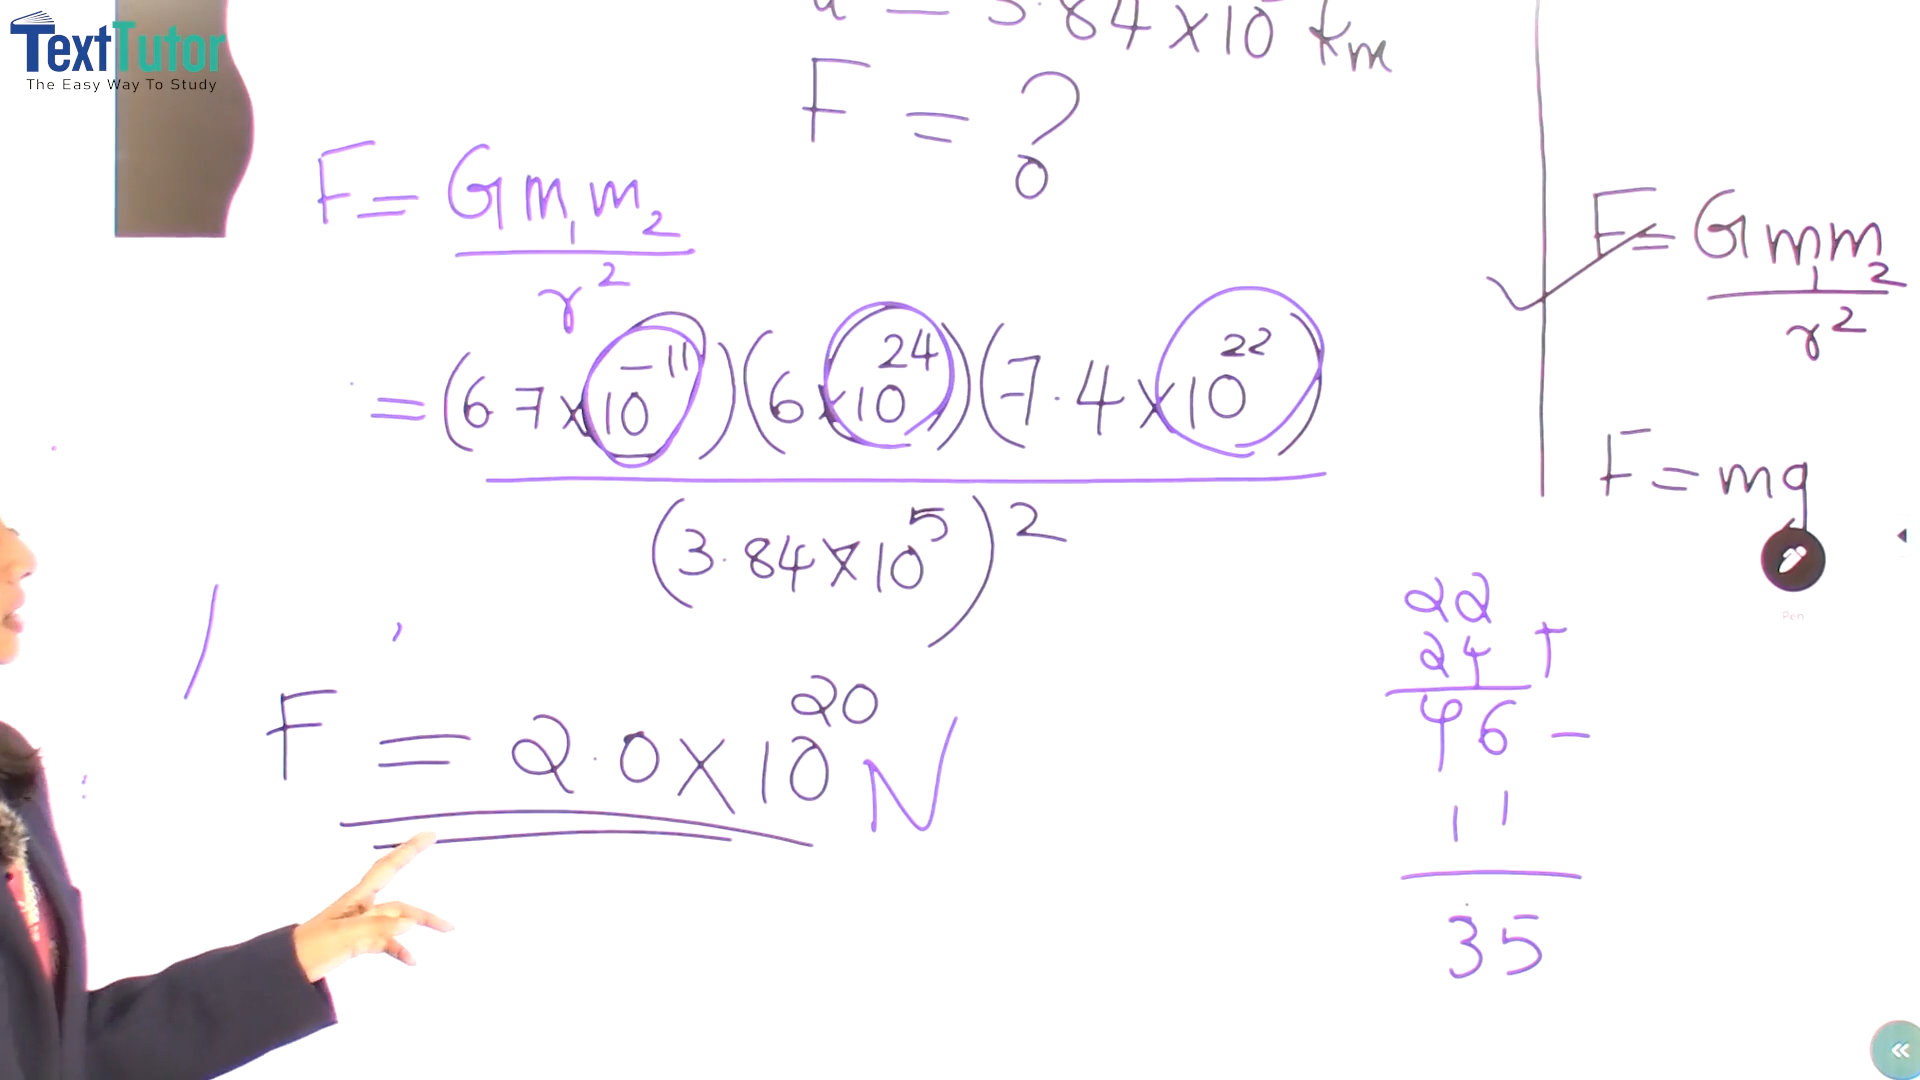 TextTutor
The Easy Way To Study
= 3.84×10 km
F = ?
F = Gm₁m₂
r²
= (6 7×10⁻¹¹)(6×10²⁴)(7.4×10²²)
(3.84×10⁵)²
F = 2.0×10²⁰ N
F = Gm₁m₂
r²
F = mg
Pen
22
24 +
46 −
11
35